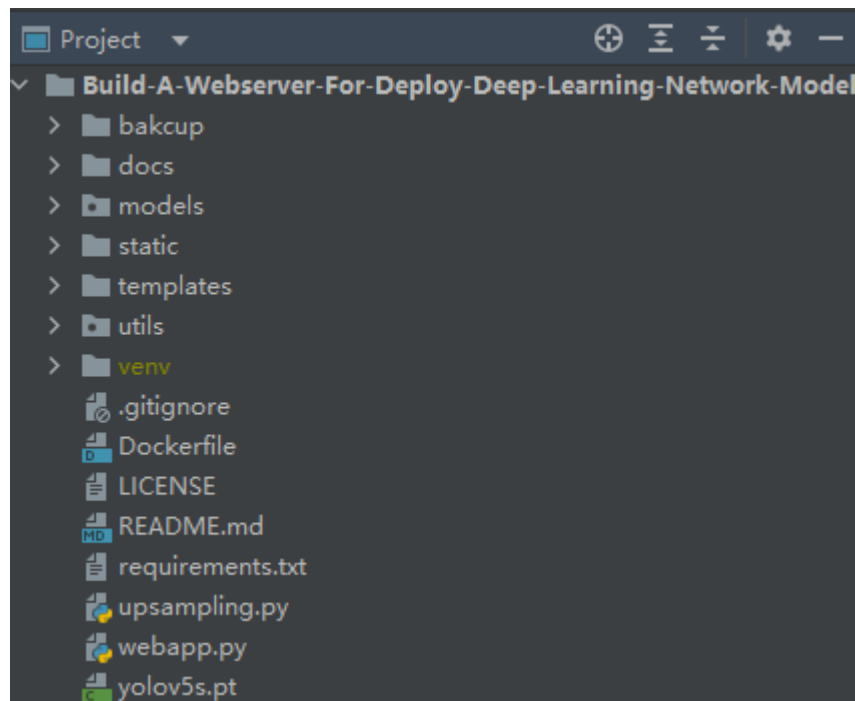 Project
Build-A-Webserver-For-Deploy-Deep-Learning-Network-Model
bakcup
docs
models
static
templates
utils
venv
.gitignore
D Dockerfile
LICENSE
MD README.md
requirements.txt
upsampling.py
webapp.py
C yolov5s.pt